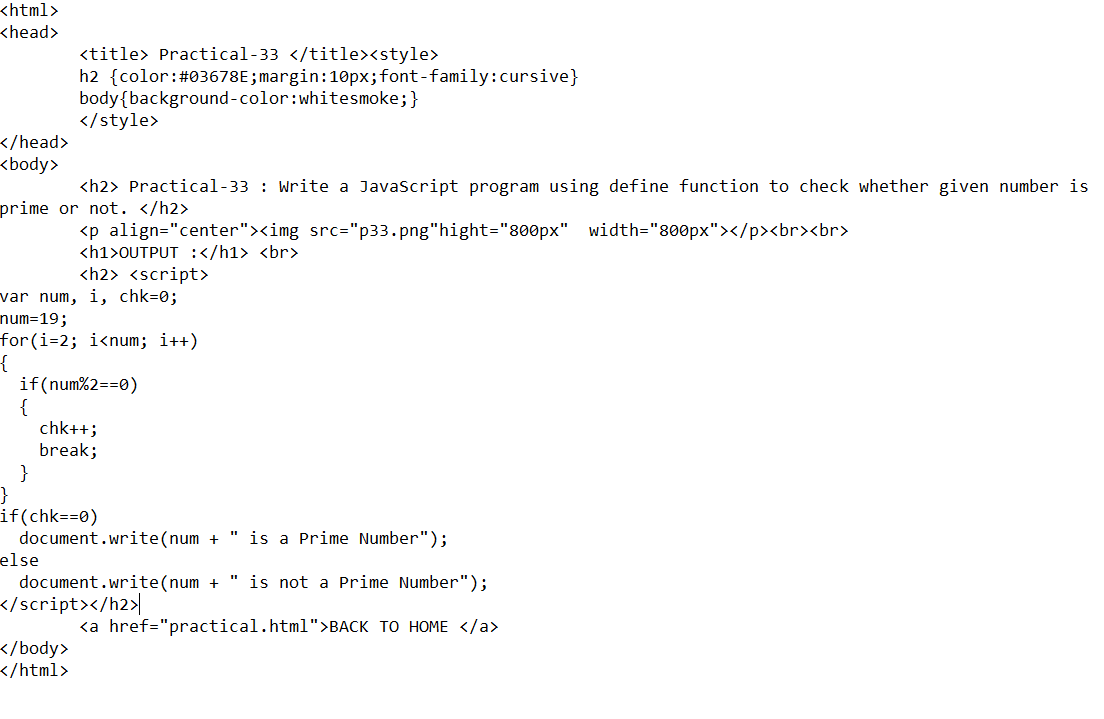 <html>
<head>
        <title> Practical-33 </title><style>
        h2 {color:#03678E;margin:10px;font-family:cursive}
        body{background-color:whitesmoke;}
        </style>
</head>
<body>
        <h2> Practical-33 : Write a JavaScript program using define function to check whether given number is
prime or not. </h2>
        <p align="center"><img src="p33.png"hight="800px"  width="800px"></p><br><br>
        <h1>OUTPUT :</h1> <br>
        <h2> <script>
var num, i, chk=0;
num=19;
for(i=2; i<num; i++)
{
  if(num%2==0)
  {
    chk++;
    break;
  }
}
if(chk==0)
  document.write(num + " is a Prime Number");
else
  document.write(num + " is not a Prime Number");
</script></h2>
        <a href="practical.html">BACK TO HOME </a>
</body>
</html>